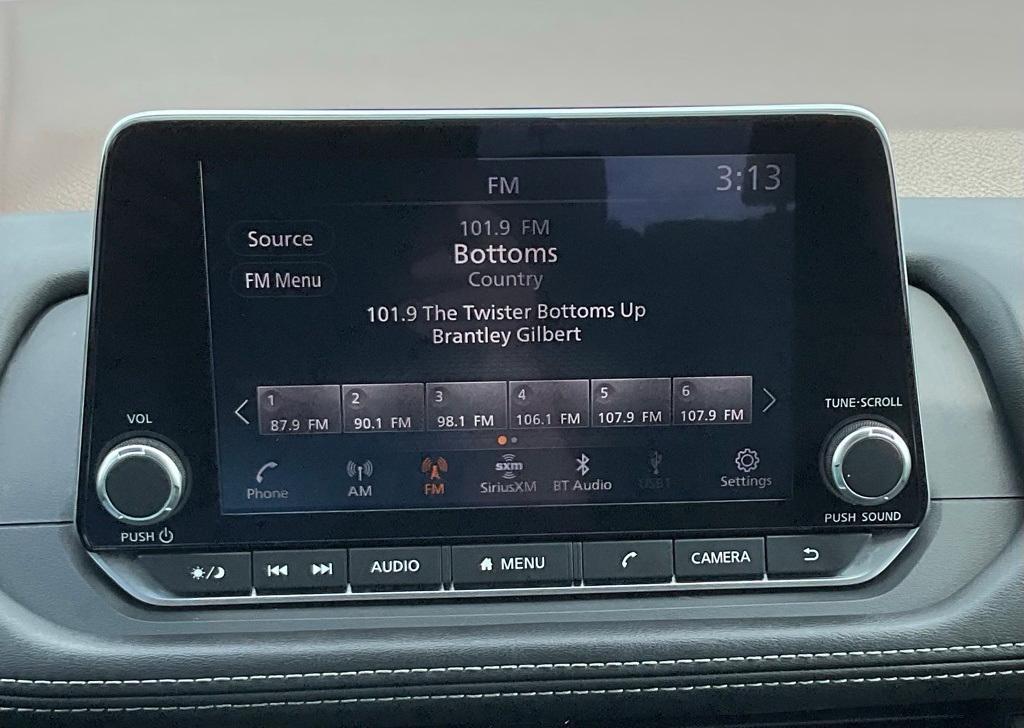 FM
3:13
Source
FM Menu
101.9 FM
Bottoms
Country
101.9 The Twister Bottoms Up
Brantley Gilbert
1
87.9 FM
2
90.1 FM
3
98.1 FM
4
106.1 FM
5
107.9 FM
6
107.9 FM
Phone
AM
FM
sxm
SiriusXM
BT Audio
USB1
Settings
VOL
PUSH
TUNE·SCROLL
PUSH SOUND
AUDIO
MENU
CAMERA